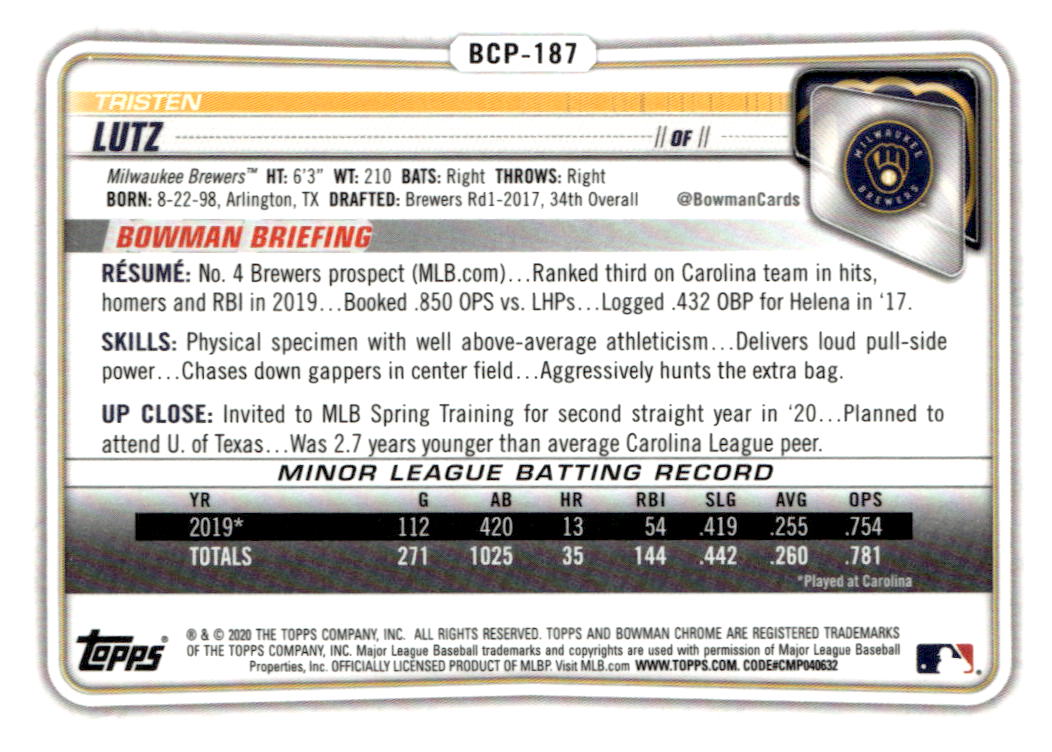 BCP-187
TRISTEN
LUTZ
// OF //
MILWAUKEE
BREWERS
Milwaukee Brewers™ HT: 6'3" WT: 210 BATS: Right THROWS: Right
BORN: 8-22-98, Arlington, TX DRAFTED: Brewers Rd1-2017, 34th Overall @BowmanCards
BOWMAN BRIEFING
RÉSUMÉ: No. 4 Brewers prospect (MLB.com)...Ranked third on Carolina team in hits,
homers and RBI in 2019...Booked .850 OPS vs. LHPs...Logged .432 OBP for Helena in '17.
SKILLS: Physical specimen with well above-average athleticism...Delivers loud pull-side
power...Chases down gappers in center field...Aggressively hunts the extra bag.
UP CLOSE: Invited to MLB Spring Training for second straight year in '20...Planned to
attend U. of Texas...Was 2.7 years younger than average Carolina League peer.
MINOR LEAGUE BATTING RECORD
YR G AB HR RBI SLG AVG OPS
2019* 112 420 13 54 .419 .255 .754
TOTALS 271 1025 35 144 .442 .260 .781
*Played at Carolina
TOPPS®
® & © 2020 THE TOPPS COMPANY, INC. ALL RIGHTS RESERVED. TOPPS AND BOWMAN CHROME ARE REGISTERED TRADEMARKS
OF THE TOPPS COMPANY, INC. Major League Baseball trademarks and copyrights are used with permission of Major League Baseball
Properties, Inc. OFFICIALLY LICENSED PRODUCT OF MLBP. Visit MLB.com WWW.TOPPS.COM. CODE#CMP040632